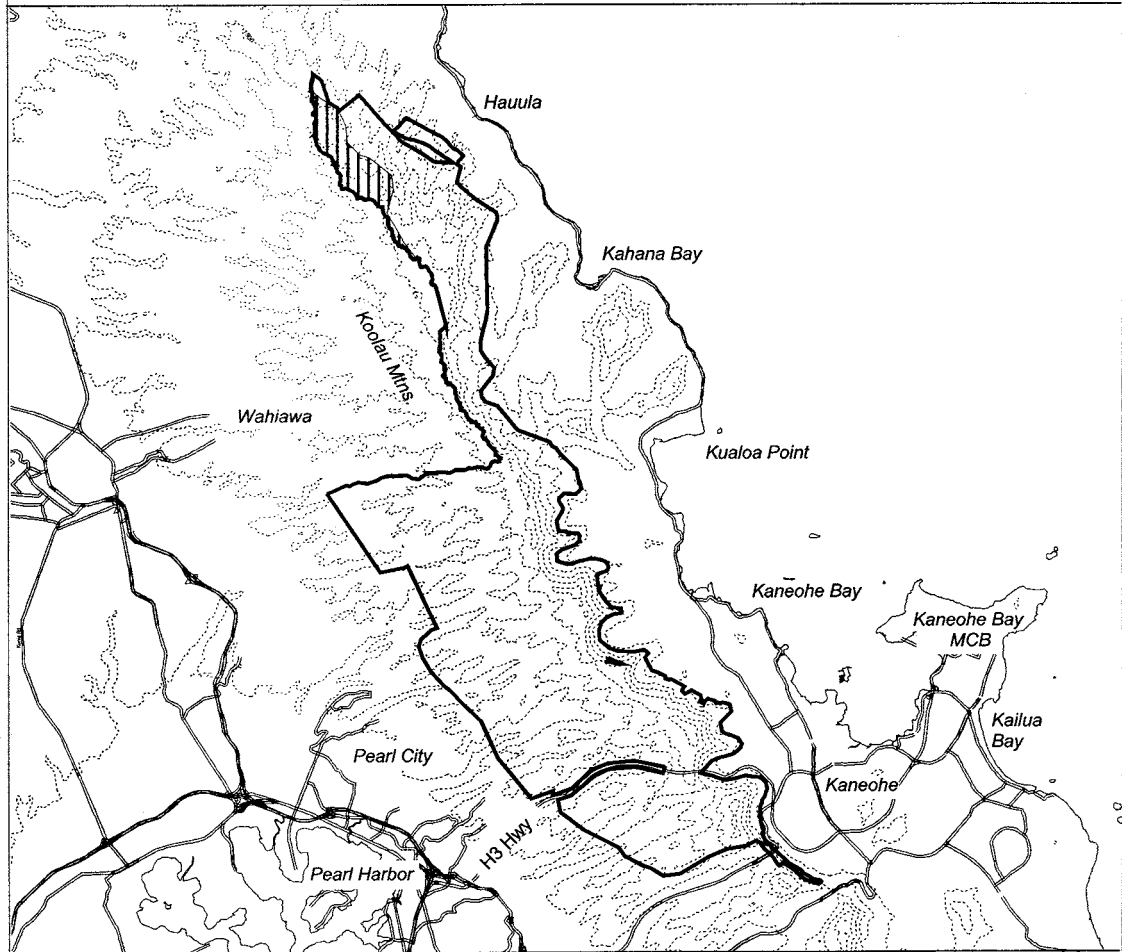 Hauula
Kahana Bay
Koolau Mtns.
Wahiawa
Kualoa Point
Kaneohe Bay
Kaneohe Bay
MCB
Kailua
Bay
Pearl City
Kaneohe
H3 Hwy
Pearl Harbor